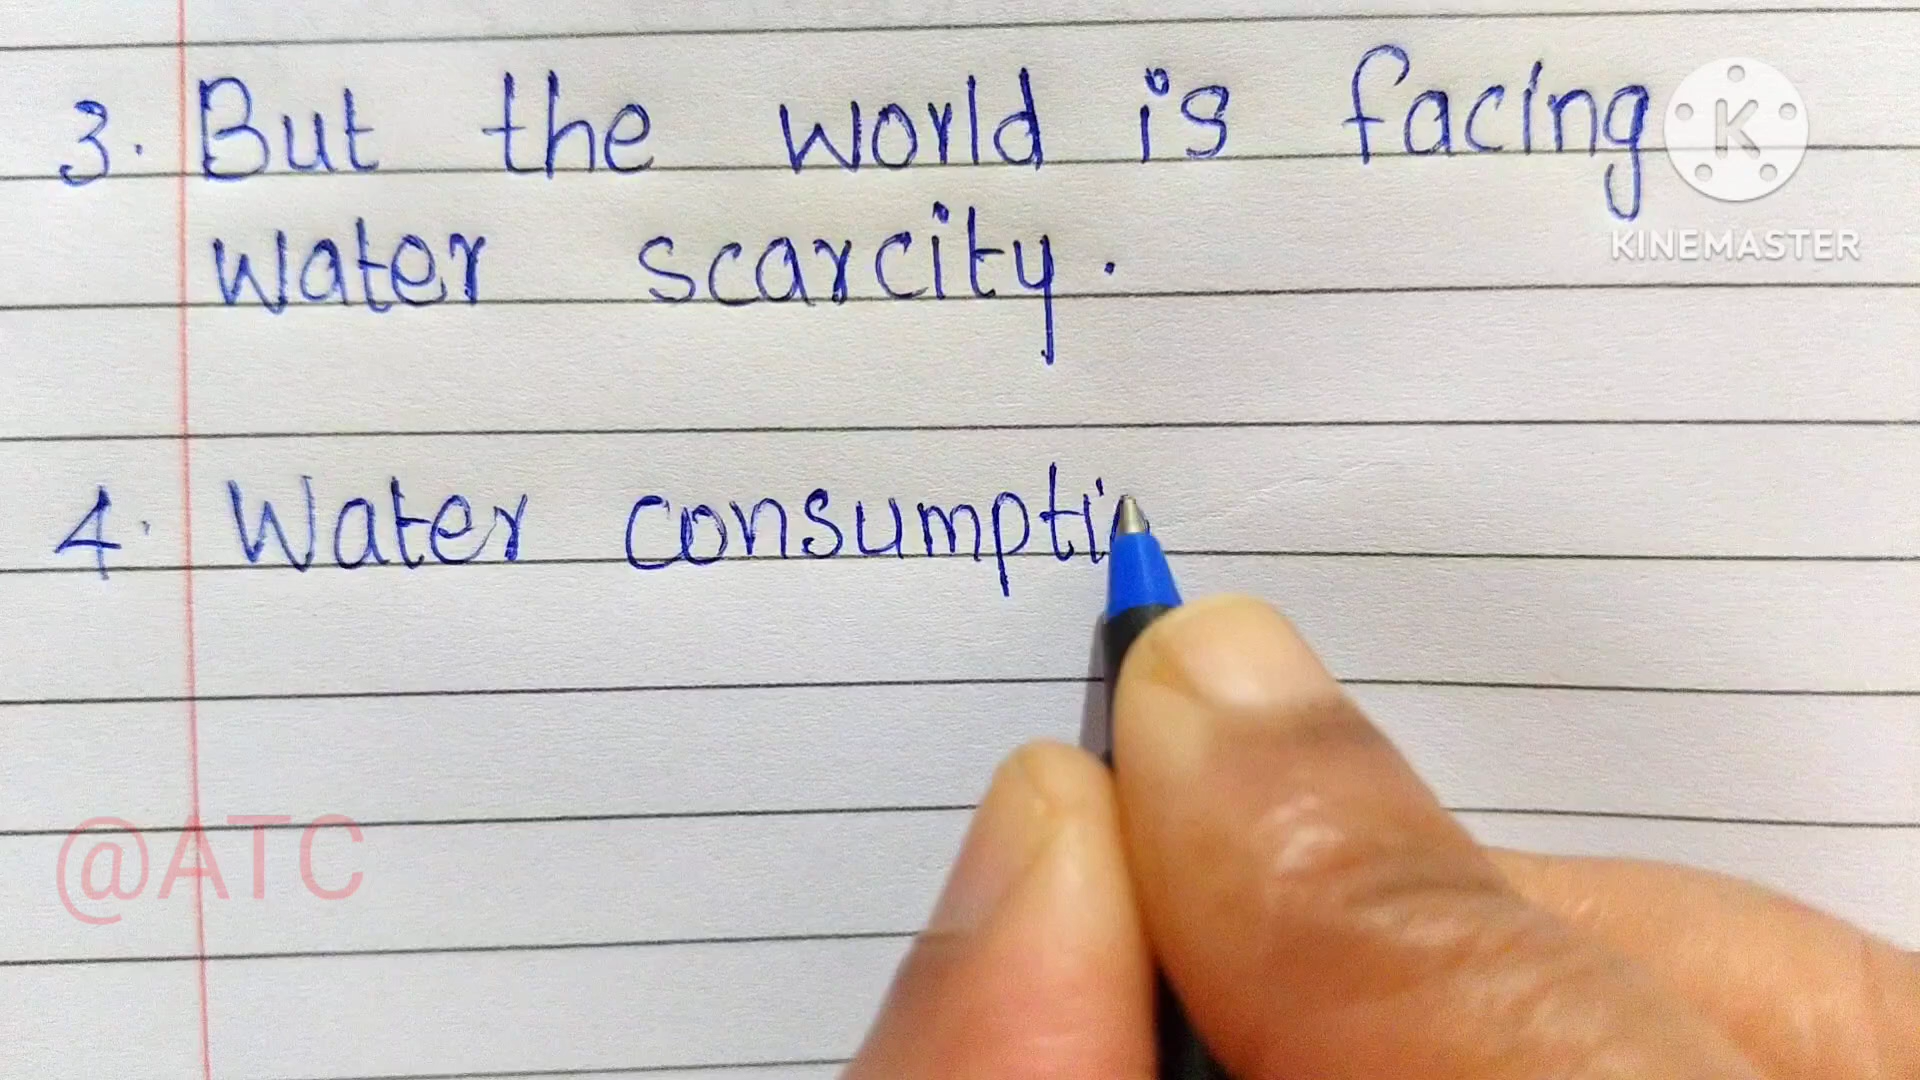 3. But the world is facing
K
KINEMASTER
water scarcity.
4. Water consumpti
@ATC